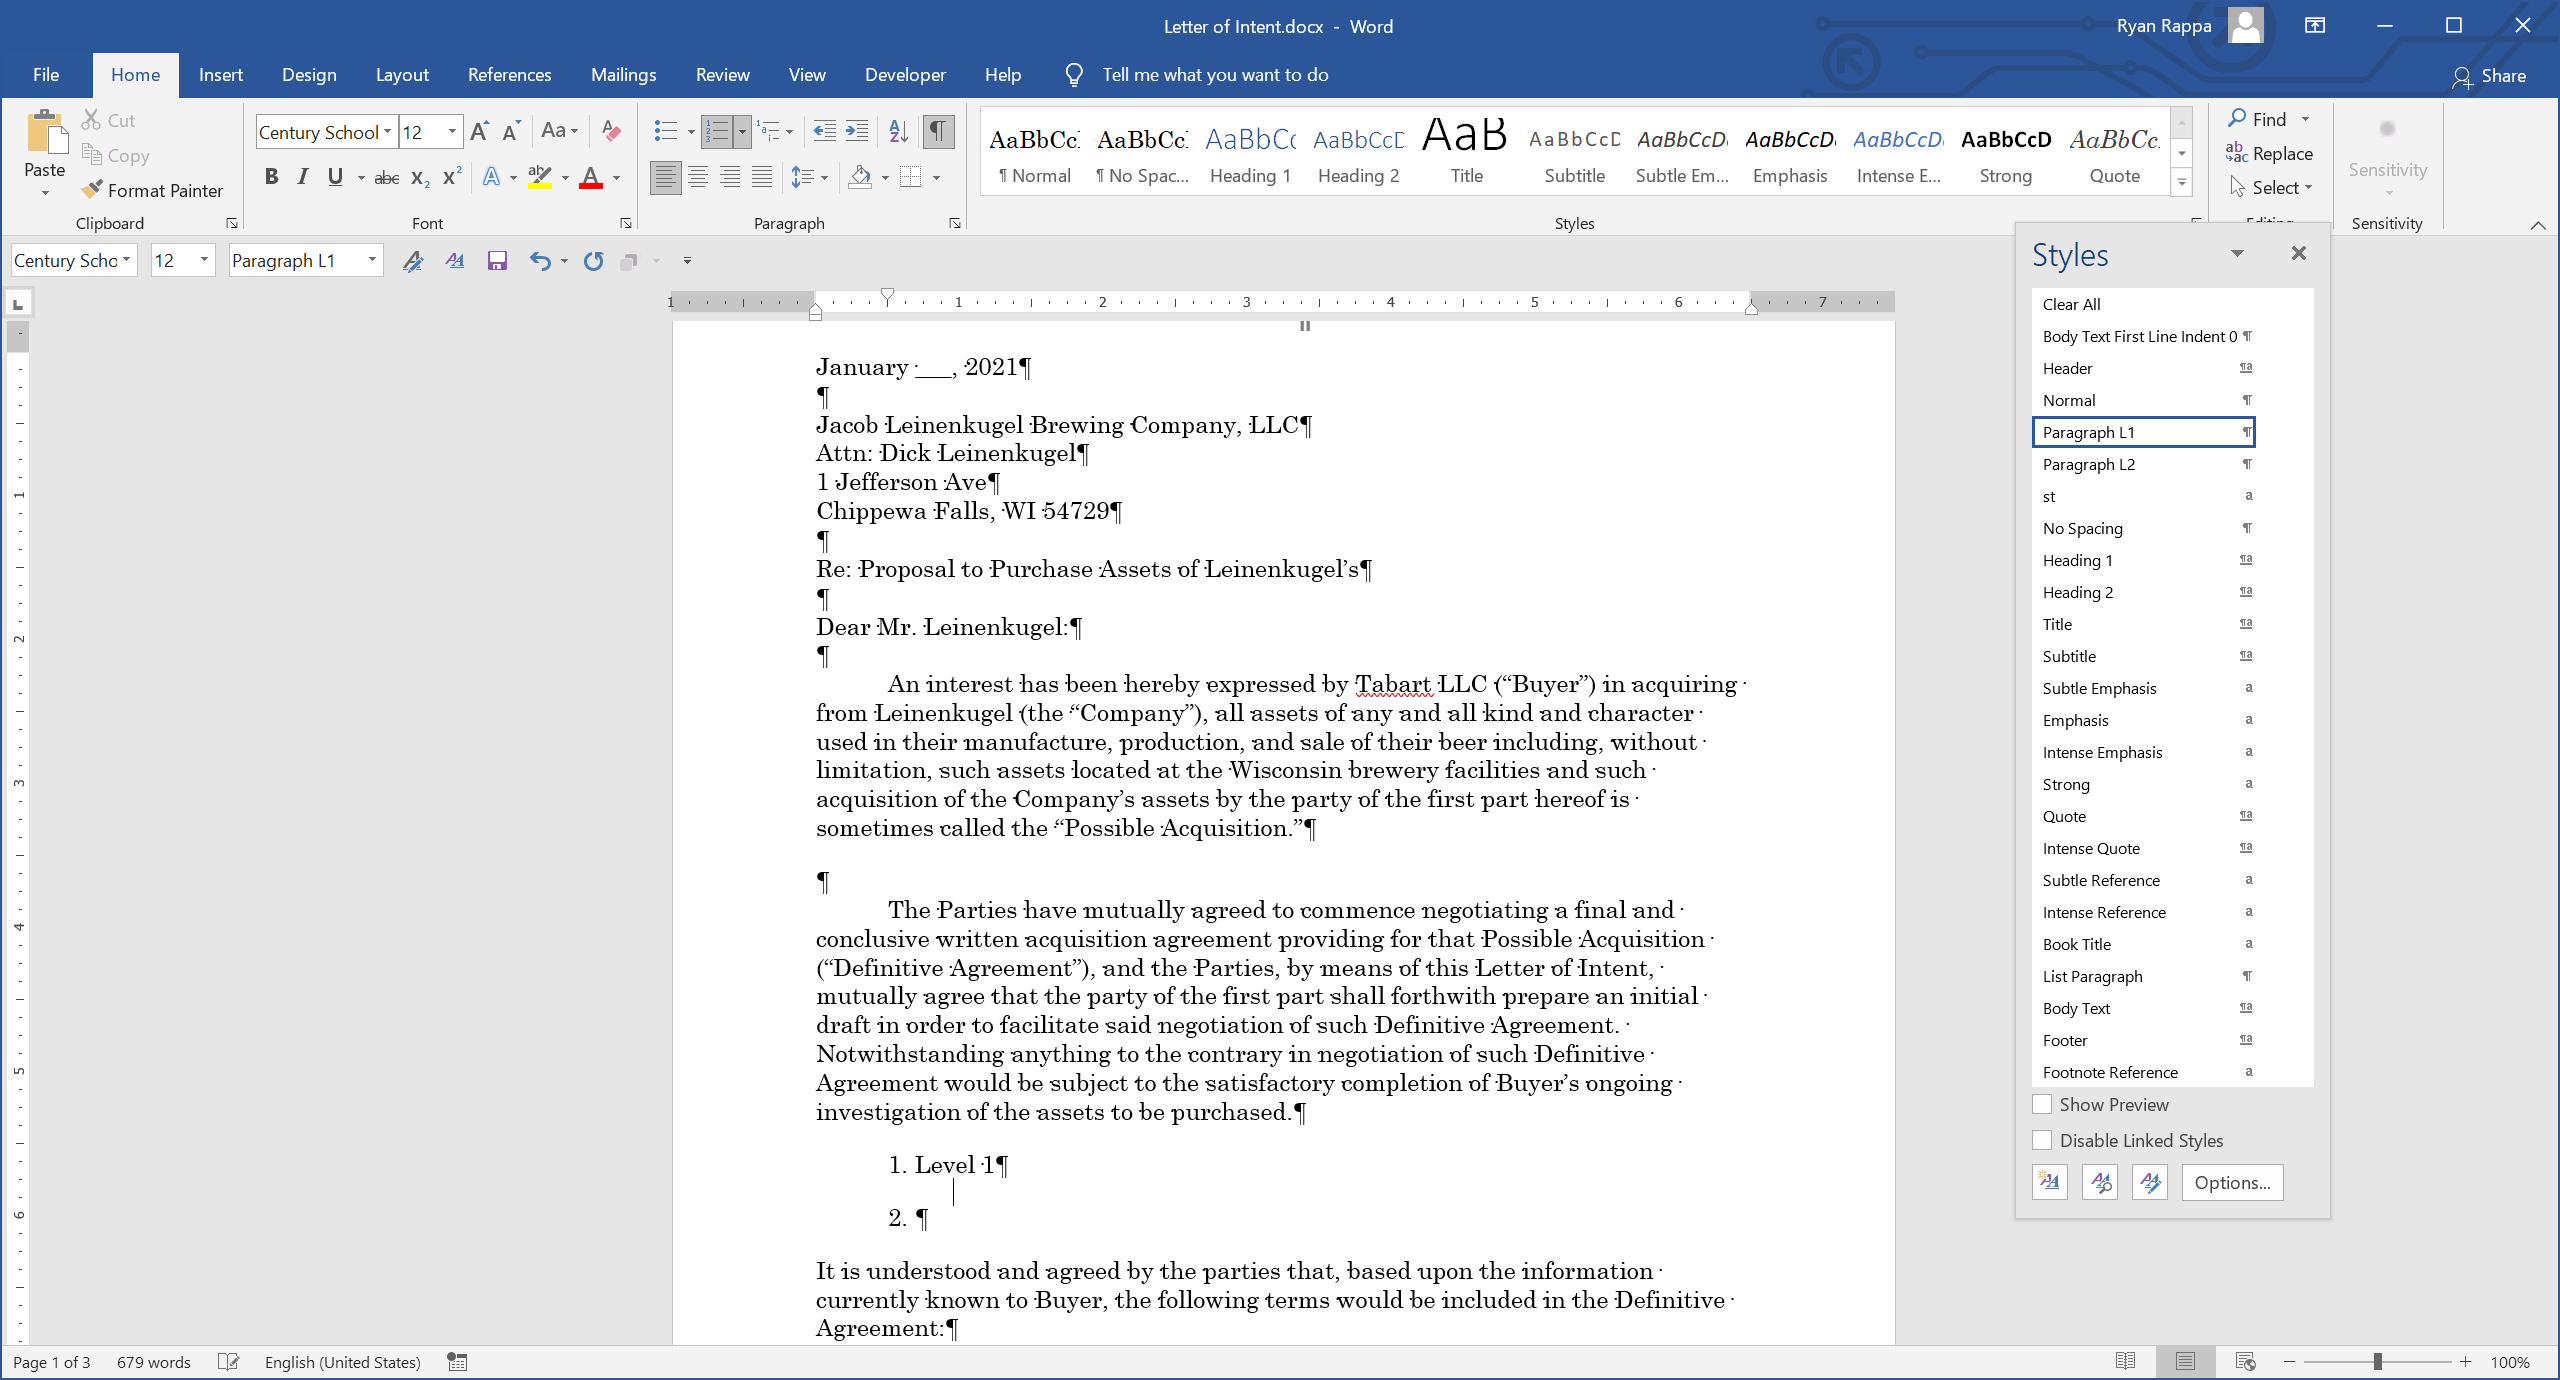 Letter of Intent.docx - Word
Ryan Rappa
File Home Insert Design Layout References Mailings Review View Developer Help Tell me what you want to do Share
Paste
Cut
Copy
Format Painter
Clipboard
Century School 12
Font
Paragraph
AaBbCc. AaBbCc. AaBbCc AaBbCcD AaB AaBbCcD AaBbCcD. AaBbCcD. AaBbCcD. AaBbCcD AaBbCc.
¶ Normal ¶ No Spac... Heading 1 Heading 2 Title Subtitle Subtle Em... Emphasis Intense E... Strong Quote
Styles
Find
Replace
Select
Sensitivity
Sensitivity
Century Scho 12 Paragraph L1
1 1 2 3 4 5 6 7
January ___, 2021¶
¶
Jacob Leinenkugel Brewing Company, LLC¶
Attn: Dick Leinenkugel¶
1 Jefferson Ave¶
Chippewa Falls, WI 54729¶
¶
Re: Proposal to Purchase Assets of Leinenkugel’s¶
¶
Dear Mr. Leinenkugel:¶
¶
An interest has been hereby expressed by Tabart LLC (“Buyer”) in acquiring
from Leinenkugel (the “Company”), all assets of any and all kind and character
used in their manufacture, production, and sale of their beer including, without
limitation, such assets located at the Wisconsin brewery facilities and such
acquisition of the Company’s assets by the party of the first part hereof is
sometimes called the “Possible Acquisition.”¶
¶
The Parties have mutually agreed to commence negotiating a final and
conclusive written acquisition agreement providing for that Possible Acquisition
(“Definitive Agreement”), and the Parties, by means of this Letter of Intent,
mutually agree that the party of the first part shall forthwith prepare an initial
draft in order to facilitate said negotiation of such Definitive Agreement.
Notwithstanding anything to the contrary in negotiation of such Definitive
Agreement would be subject to the satisfactory completion of Buyer’s ongoing
investigation of the assets to be purchased.¶
1. Level 1¶
2. ¶
It is understood and agreed by the parties that, based upon the information
currently known to Buyer, the following terms would be included in the Definitive
Agreement:¶
Styles
Clear All
Body Text First Line Indent 0 ¶
Header ¶a
Normal ¶
Paragraph L1 ¶
Paragraph L2 ¶
st a
No Spacing ¶
Heading 1 ¶a
Heading 2 ¶a
Title ¶a
Subtitle ¶a
Subtle Emphasis a
Emphasis a
Intense Emphasis a
Strong a
Quote ¶a
Intense Quote ¶a
Subtle Reference a
Intense Reference a
Book Title a
List Paragraph ¶
Body Text ¶a
Footer ¶a
Footnote Reference a
Show Preview
Disable Linked Styles
Options...
Page 1 of 3 679 words English (United States) 100%